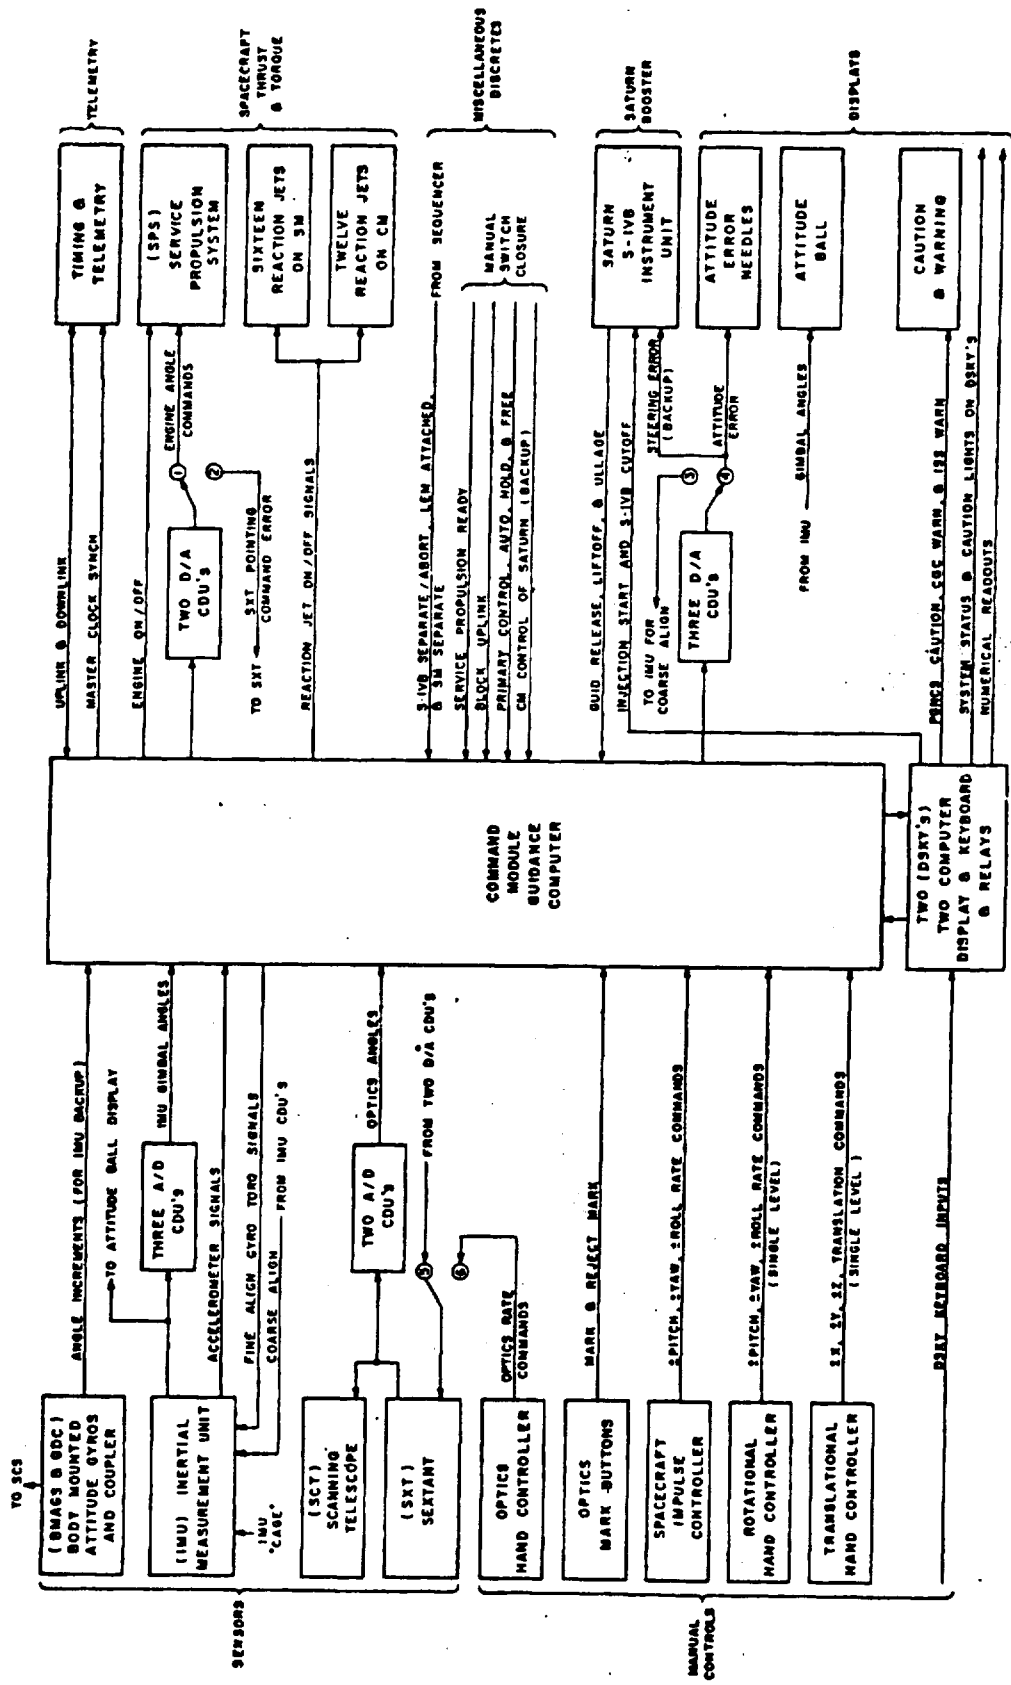 TO SCS
(BMAGS & GDC)
BODY MOUNTED
ATTITUDE GYROS
AND COUPLER
(IMU) INERTIAL
MEASUREMENT UNIT
IMU
"CAGE"
(SCT)
SCANNING
TELESCOPE
(SXT)
SEXTANT
SENSORS
OPTICS
HAND CONTROLLER
OPTICS
MARK BUTTONS
SPACECRAFT
IMPULSE
CONTROLLER
ROTATIONAL
HAND CONTROLLER
TRANSLATIONAL
HAND CONTROLLER
MANUAL
CONTROLS
ANGLE INCREMENTS (FOR IMU BACKUP)
TO ATTITUDE BALL DISPLAY
THREE A/D
CDU'S
IMU GIMBAL ANGLES
ACCELEROMETER SIGNALS
FINE ALIGN GYRO TORQ SIGNALS
COARSE ALIGN
FROM IMU CDU'S
TWO A/D
CDU'S
OPTICS ANGLES
5
FROM TWO D/A CDU'S
6
OPTICS RATE
COMMANDS
MARK & REJECT MARK
±PITCH, ±YAW, ±ROLL RATE COMMANDS
±PITCH, ±YAW, ±ROLL RATE COMMANDS
(SINGLE LEVEL)
±X, ±Y, ±Z, TRANSLATION COMMANDS
(SINGLE LEVEL)
DSKY KEYBOARD INPUTS
COMMAND
MODULE
GUIDANCE
COMPUTER
TWO (DSKY'S)
TWO COMPUTER
DISPLAY & KEYBOARD
& RELAYS
UPLINK & DOWNLINK
MASTER CLOCK SYNCH
ENGINE ON/OFF
TWO D/A
CDU'S
1
ENGINE ANGLE
COMMANDS
2
TO SXT
SXT POINTING
COMMAND ERROR
REACTION JET ON/OFF SIGNALS
S-IVB SEPARATE/ABORT, LEM ATTACHED,
& SM SEPARATE
FROM SEQUENCER
SERVICE PROPULSION READY
BLOCK UPLINK
PRIMARY CONTROL, AUTO, HOLD, & FREE
CM CONTROL OF SATURN (BACKUP)
MANUAL
SWITCH
CLOSURE
GUID RELEASE, LIFTOFF, & ULLAGE
INJECTION START AND S-IVB CUTOFF
STEERING ERROR
(BACKUP)
TO IMU FOR
COARSE ALIGN
3
THREE D/A
CDU'S
4
ATTITUDE
ERROR
FROM IMU
GIMBAL ANGLES
PGNCS CAUTION, CGC WARN, & ISS WARN
SYSTEM STATUS & CAUTION LIGHTS ON DSKY'S
NUMERICAL READOUTS
TIMING &
TELEMETRY
(SPS)
SERVICE
PROPULSION
SYSTEM
SIXTEEN
REACTION JETS
ON SM
TWELVE
REACTION JETS
ON CM
SATURN
S-IVB
INSTRUMENT
UNIT
ATTITUDE
ERROR
NEEDLES
ATTITUDE
BALL
CAUTION
& WARNING
TELEMETRY
SPACECRAFT
THRUST
& TORQUE
MISCELLANEOUS
DISCRETES
SATURN
BOOSTER
DISPLAYS